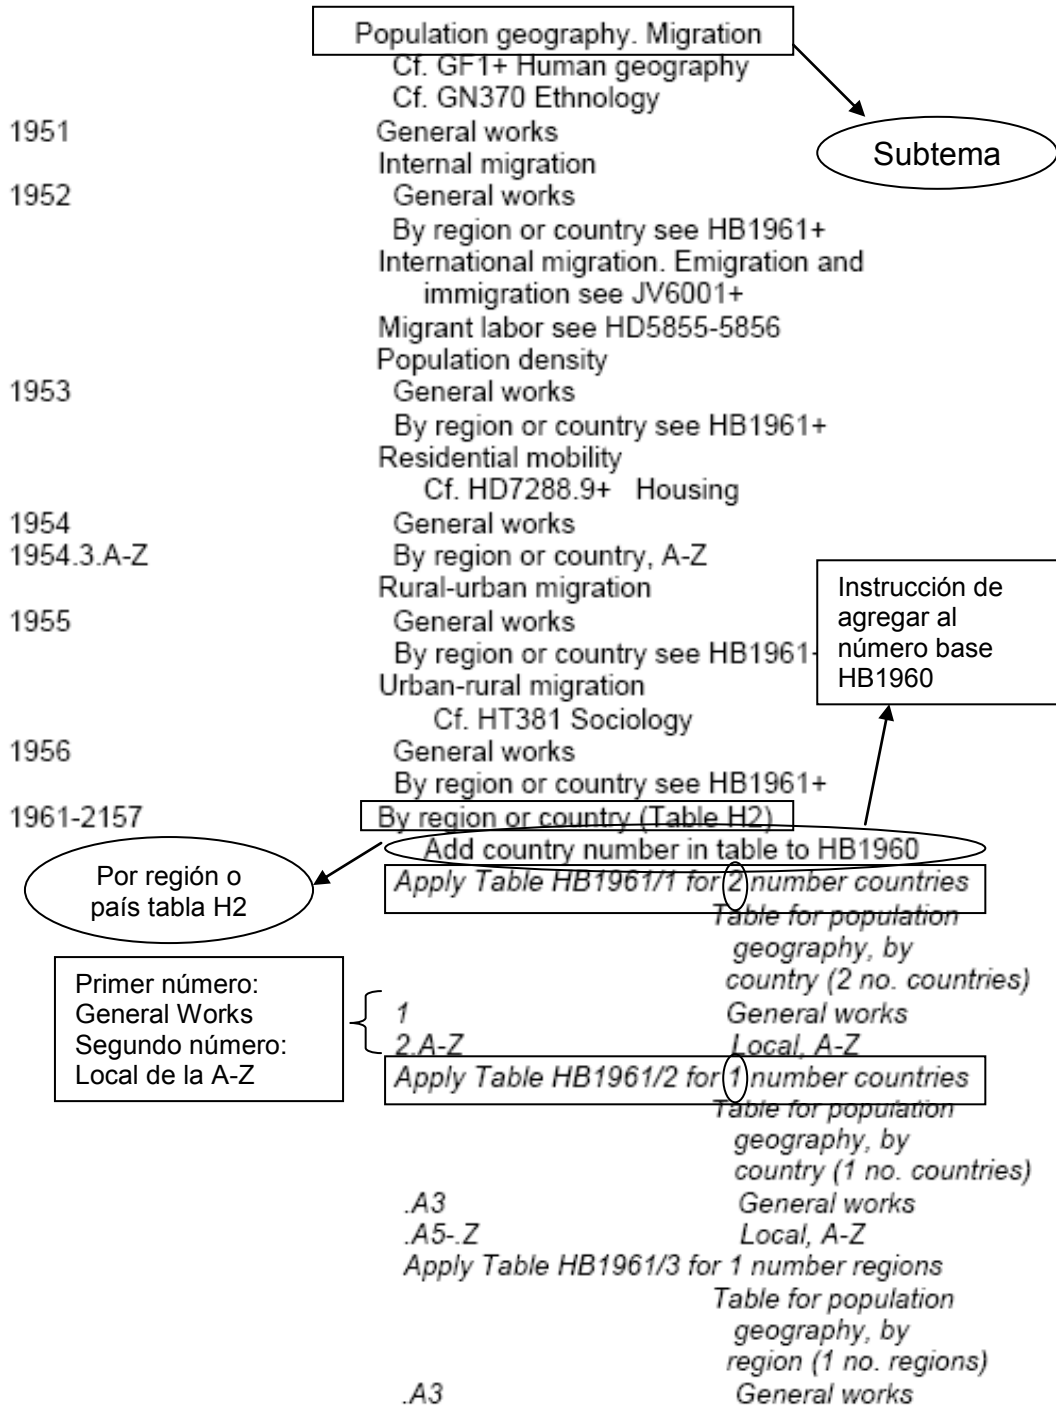 Population geography. Migration
Cf. GF1+ Human geography
Cf. GN370 Ethnology
Subtema
1951 General works
Internal migration
1952 General works
By region or country see HB1961+
International migration. Emigration and
immigration see JV6001+
Migrant labor see HD5855-5856
Population density
1953 General works
By region or country see HB1961+
Residential mobility
Cf. HD7288.9+ Housing
1954 General works
1954.3.A-Z By region or country, A-Z
Rural-urban migration
1955 General works
By region or country see HB1961
Urban-rural migration
Cf. HT381 Sociology
1956 General works
By region or country see HB1961+
Instrucción de
agregar al
número base
HB1960
1961-2157 By region or country (Table H2)
Add country number in table to HB1960
Por región o
país tabla H2
Apply Table HB1961/1 for 2 number countries
Table for population
geography, by
country (2 no. countries)
Primer número:
General Works
Segundo número:
Local de la A-Z
1 General works
2.A-Z Local, A-Z
Apply Table HB1961/2 for 1 number countries
Table for population
geography, by
country (1 no. countries)
.A3 General works
.A5-.Z Local, A-Z
Apply Table HB1961/3 for 1 number regions
Table for population
geography, by
region (1 no. regions)
.A3 General works